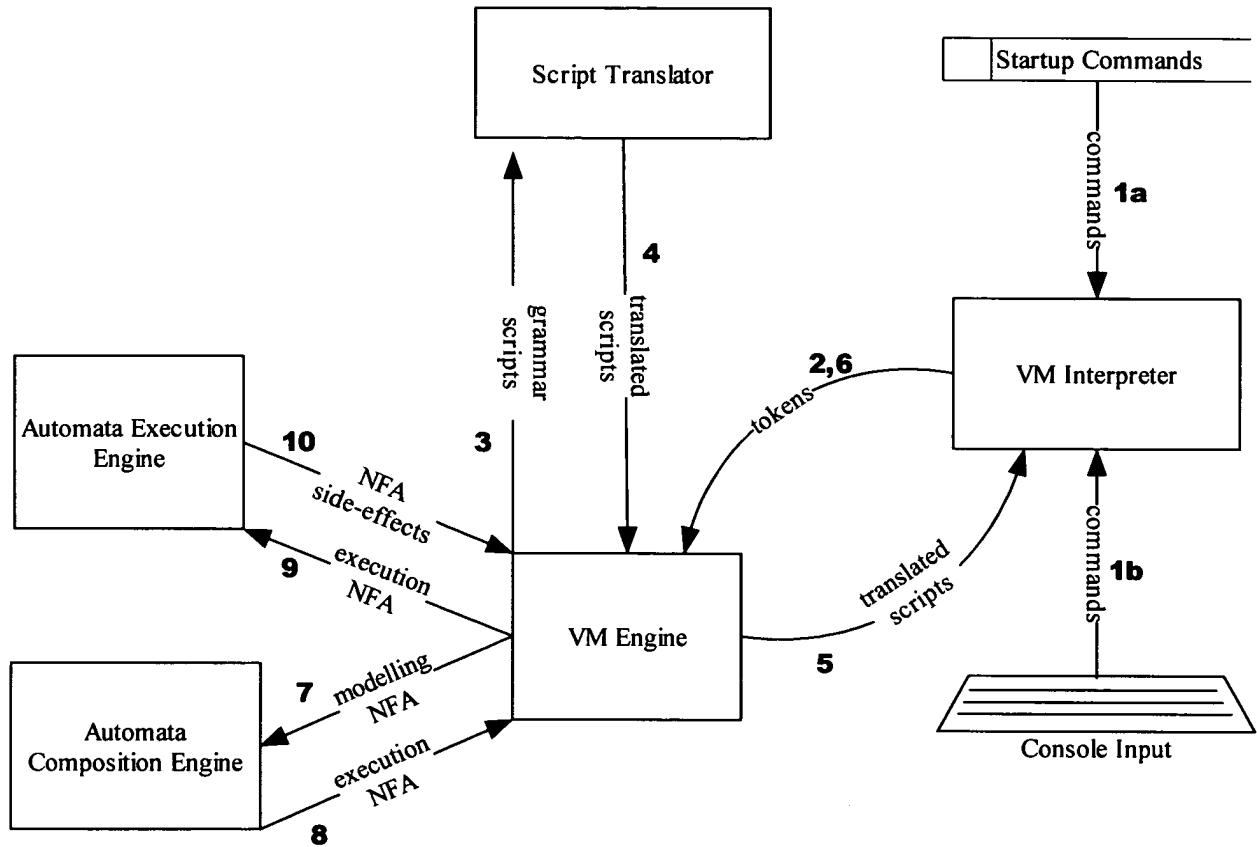 Script Translator
Startup Commands
commands
1a
4
grammar
scripts
translated
scripts
VM Interpreter
2,6
tokens
Automata Execution
Engine
10
NFA
side-effects
3
9
execution
NFA
translated
scripts
commands
1b
VM Engine
5
7
modelling
NFA
Automata
Composition Engine
execution
NFA
8
Console Input